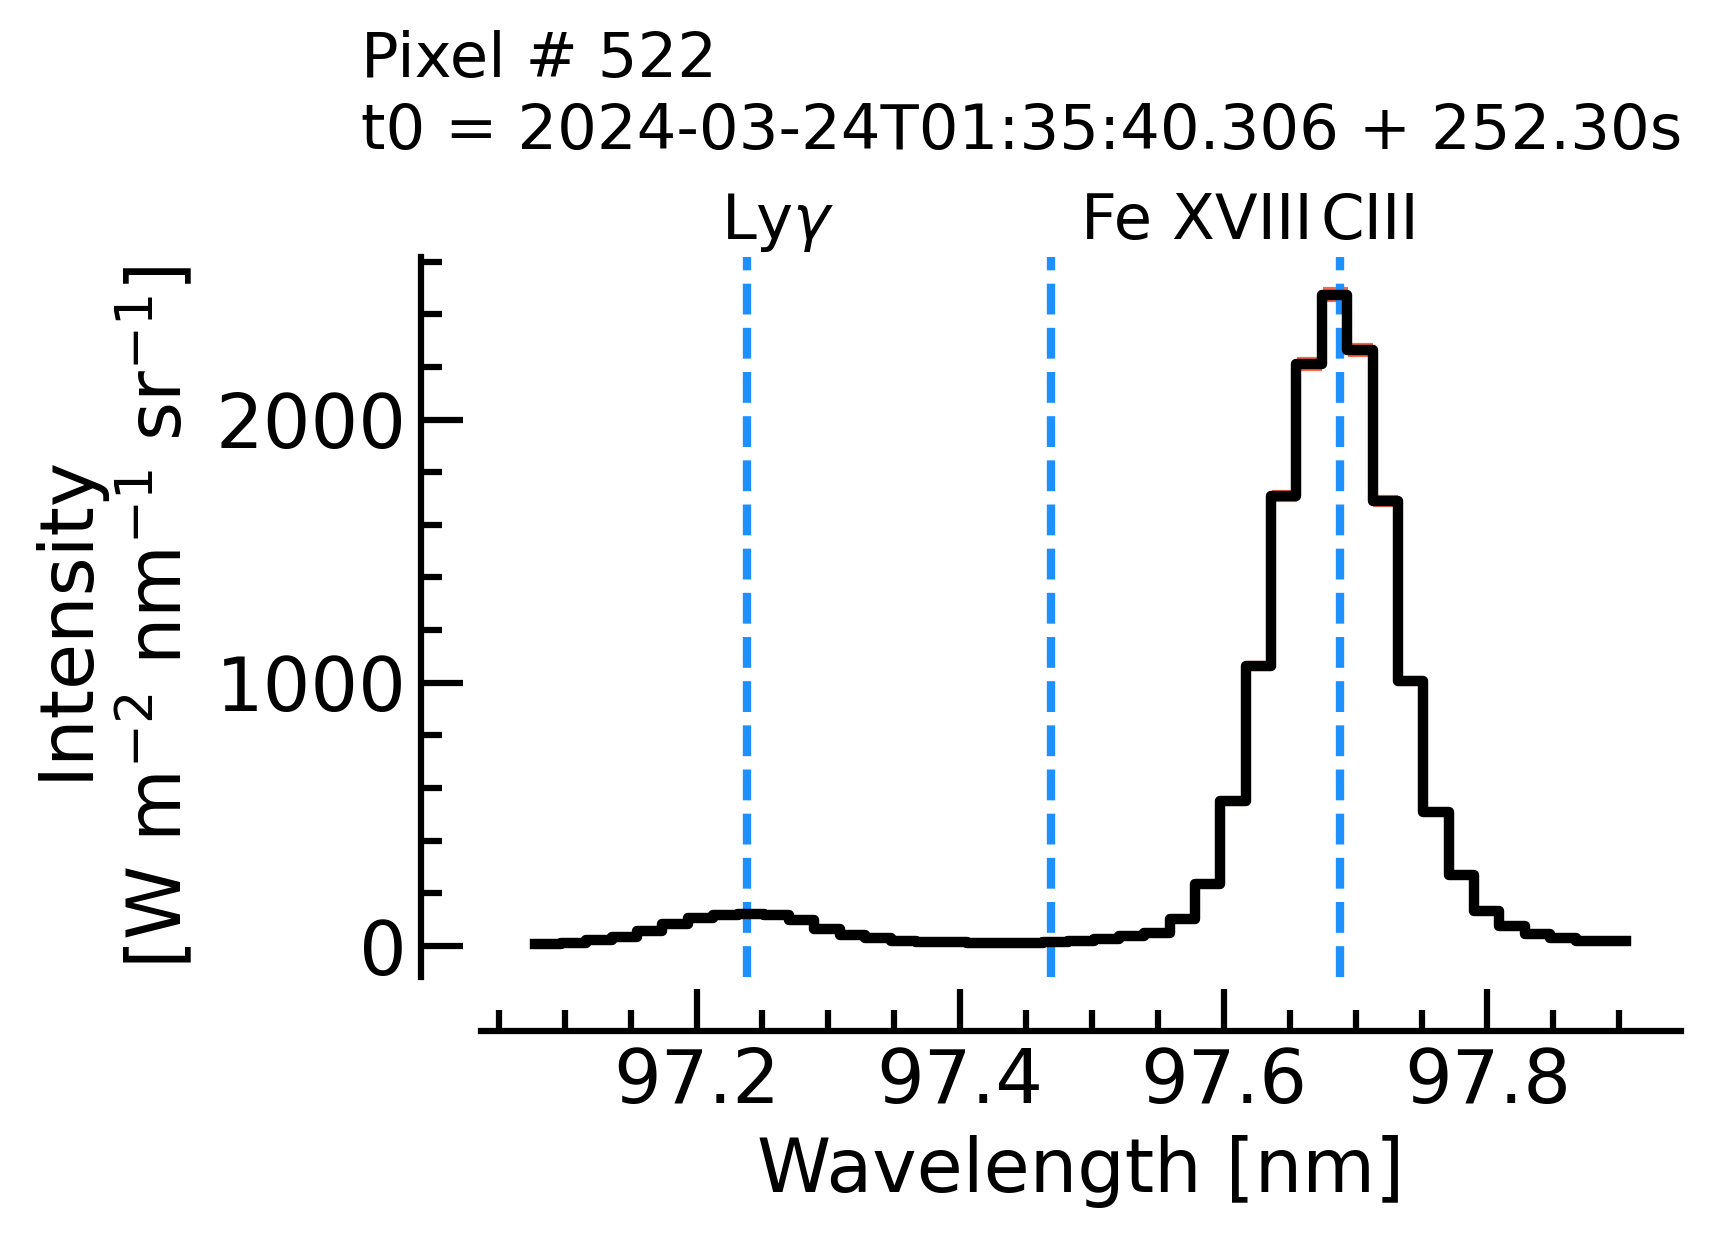 Pixel # 522
t0 = 2024-03-24T01:35:40.306 + 252.30s
Lyγ Fe XVIII CIII
Intensity
[W m⁻² nm⁻¹ sr⁻¹]
2000
1000
0
97.2 97.4 97.6 97.8
Wavelength [nm]